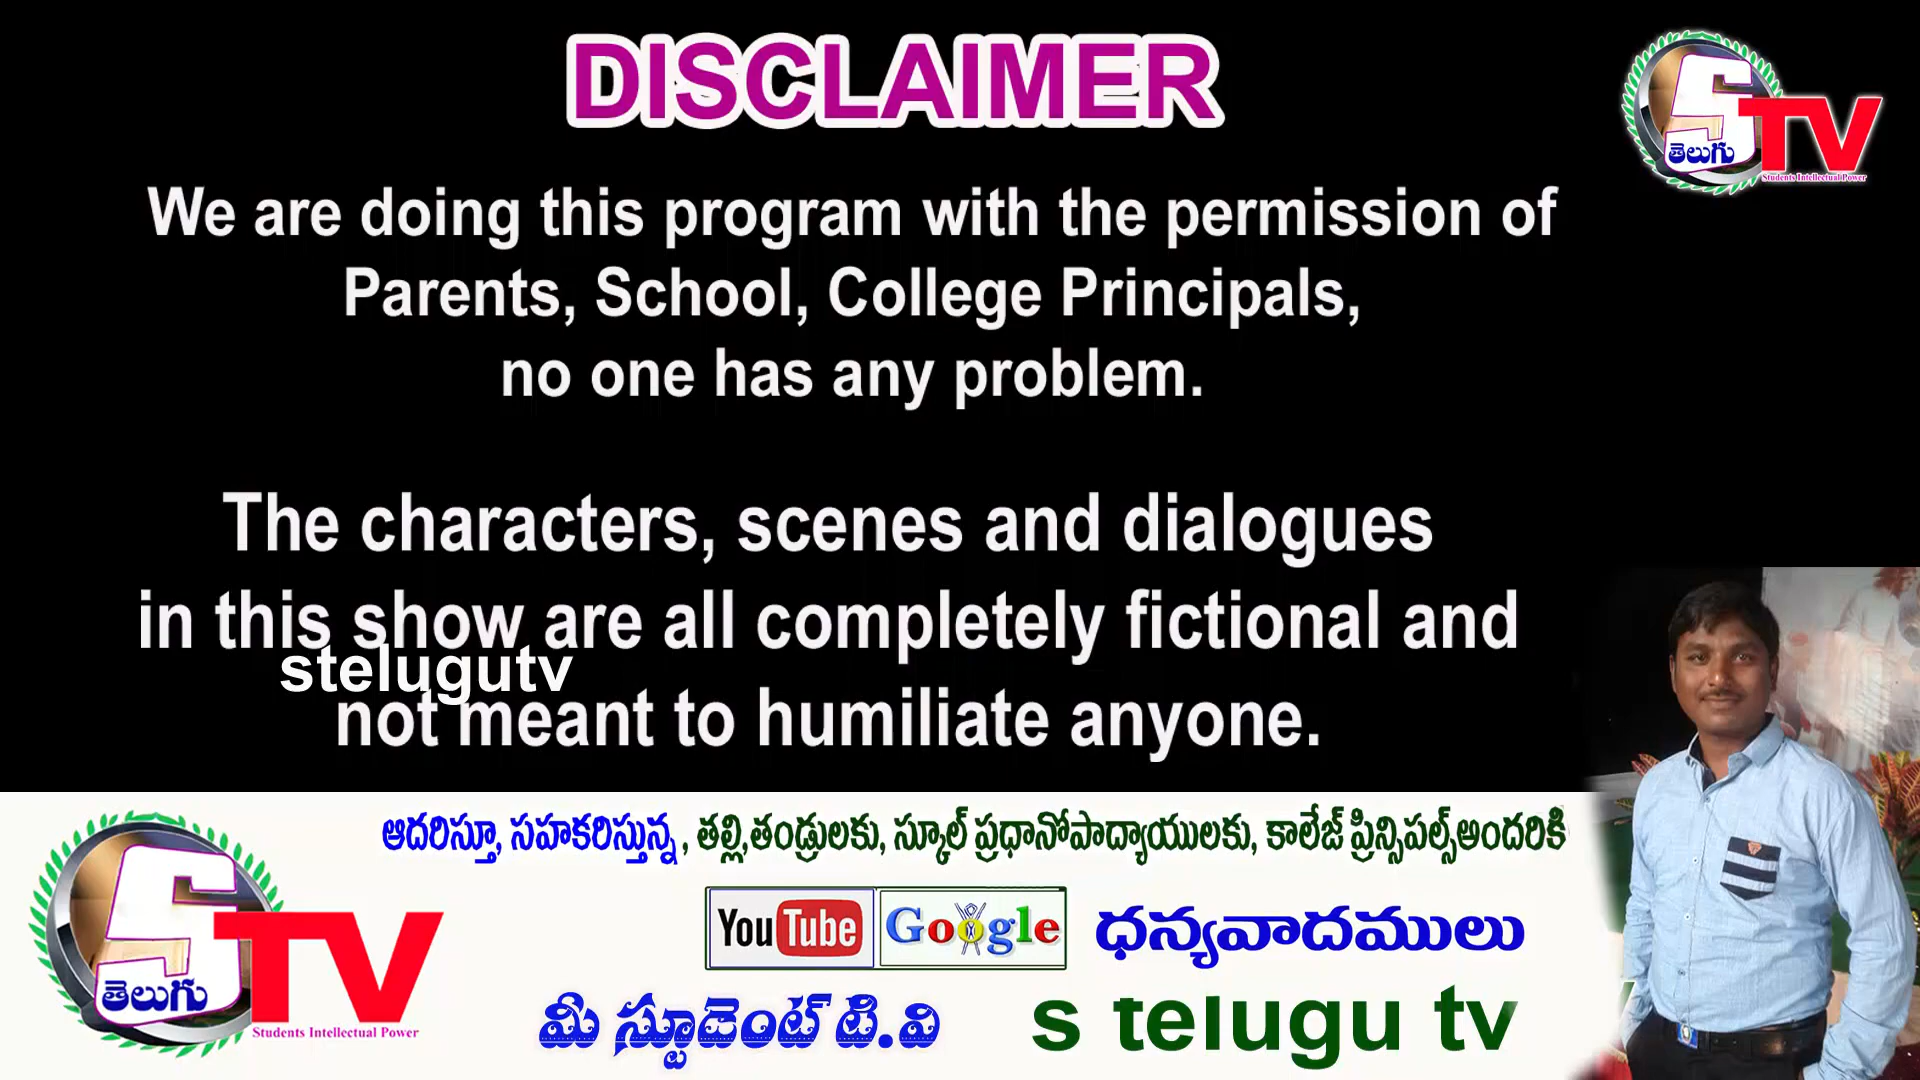 DISCLAIMER
S TV
తెలుగు
Students Intellectual Power
We are doing this program with the permission of
Parents, School, College Principals,
no one has any problem.
The characters, scenes and dialogues
in this show are all completely fictional and
stelugutv
not meant to humiliate anyone.
ఆదరిస్తూ, సహకరిస్తున్న, తల్లి,తండ్రులకు, స్కూల్ ప్రధానోపాద్యాయులకు, కాలేజ్ ప్రిన్సిపల్స్అందరికి
S TV
తెలుగు
Students Intellectual Power
YouTube Google ధన్యవాదములు
మీ స్టూడెంట్ టి.వి s telugu tv